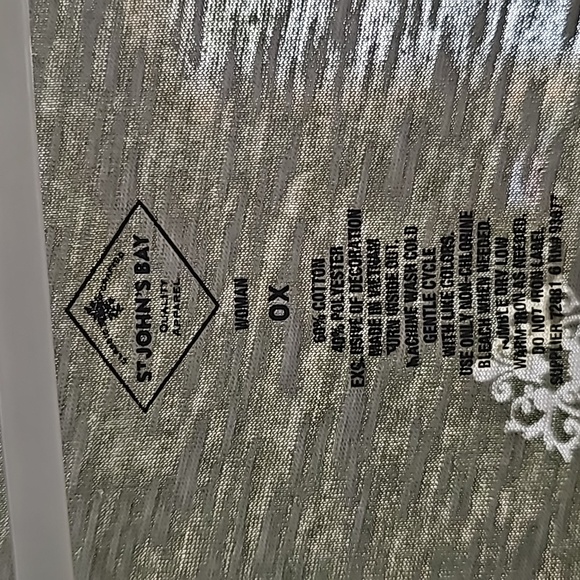 ST JOHN'S BAY
QUALITY
APPAREL
WOMAN
OX
60% COTTON
40% POLYESTER
EXCLUSIVE OF DECORATION
MADE IN VIETNAM
TURN INSIDE OUT.
MACHINE WASH COLD
GENTLE CYCLE
WITH LIKE COLORS.
USE ONLY NON-CHLORINE
BLEACH WHEN NEEDED.
TUMBLE DRY LOW
WARM IRON AS NEEDED.
DO NOT IRON LABEL
SUPPLIER